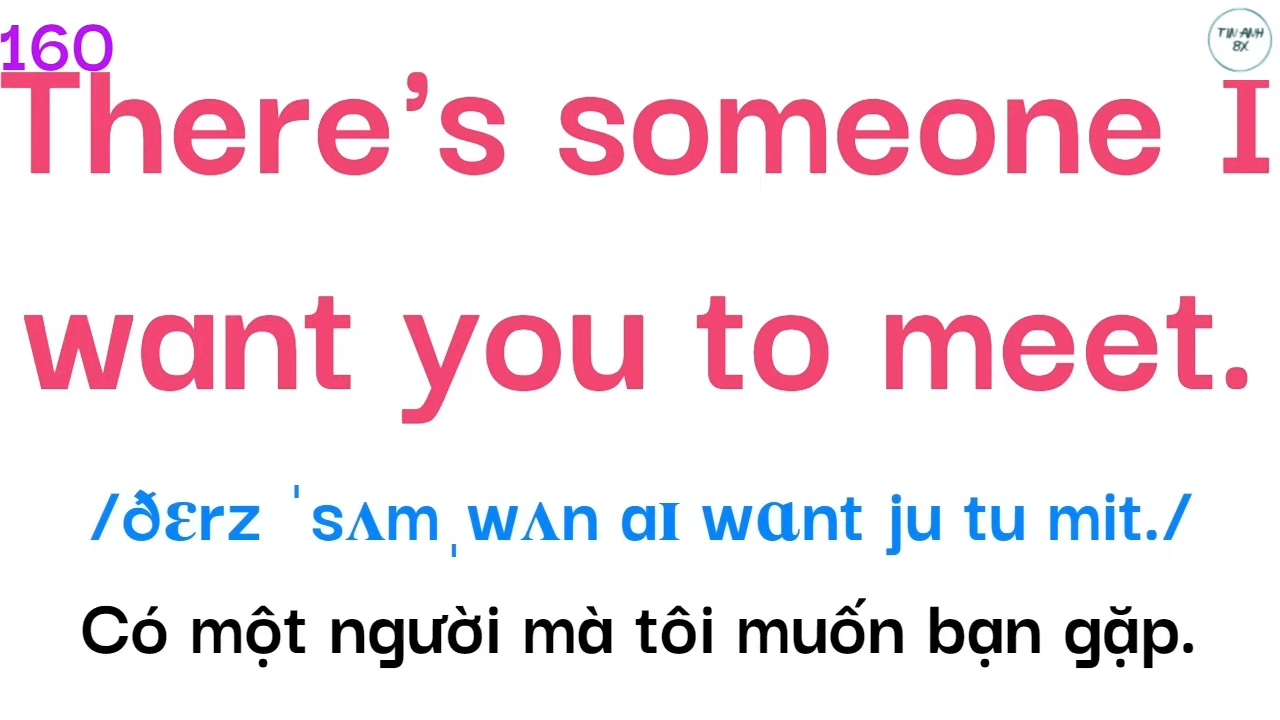 160
TIN ANH
8X
There’s someone I
want you to meet.
/ðɛrz ˈsʌmˌwʌn aɪ wɑnt ju tu mit./
Có một người mà tôi muốn bạn gặp.